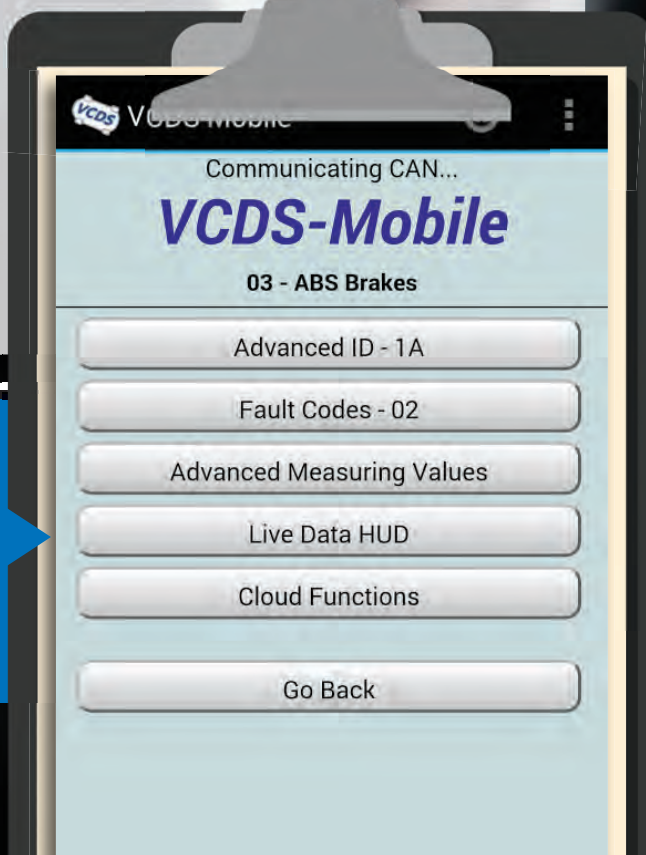 VCDS
Communicating CAN...
VCDS-Mobile
03 - ABS Brakes
Advanced ID - 1A
Fault Codes - 02
Advanced Measuring Values
Live Data HUD
Cloud Functions
Go Back